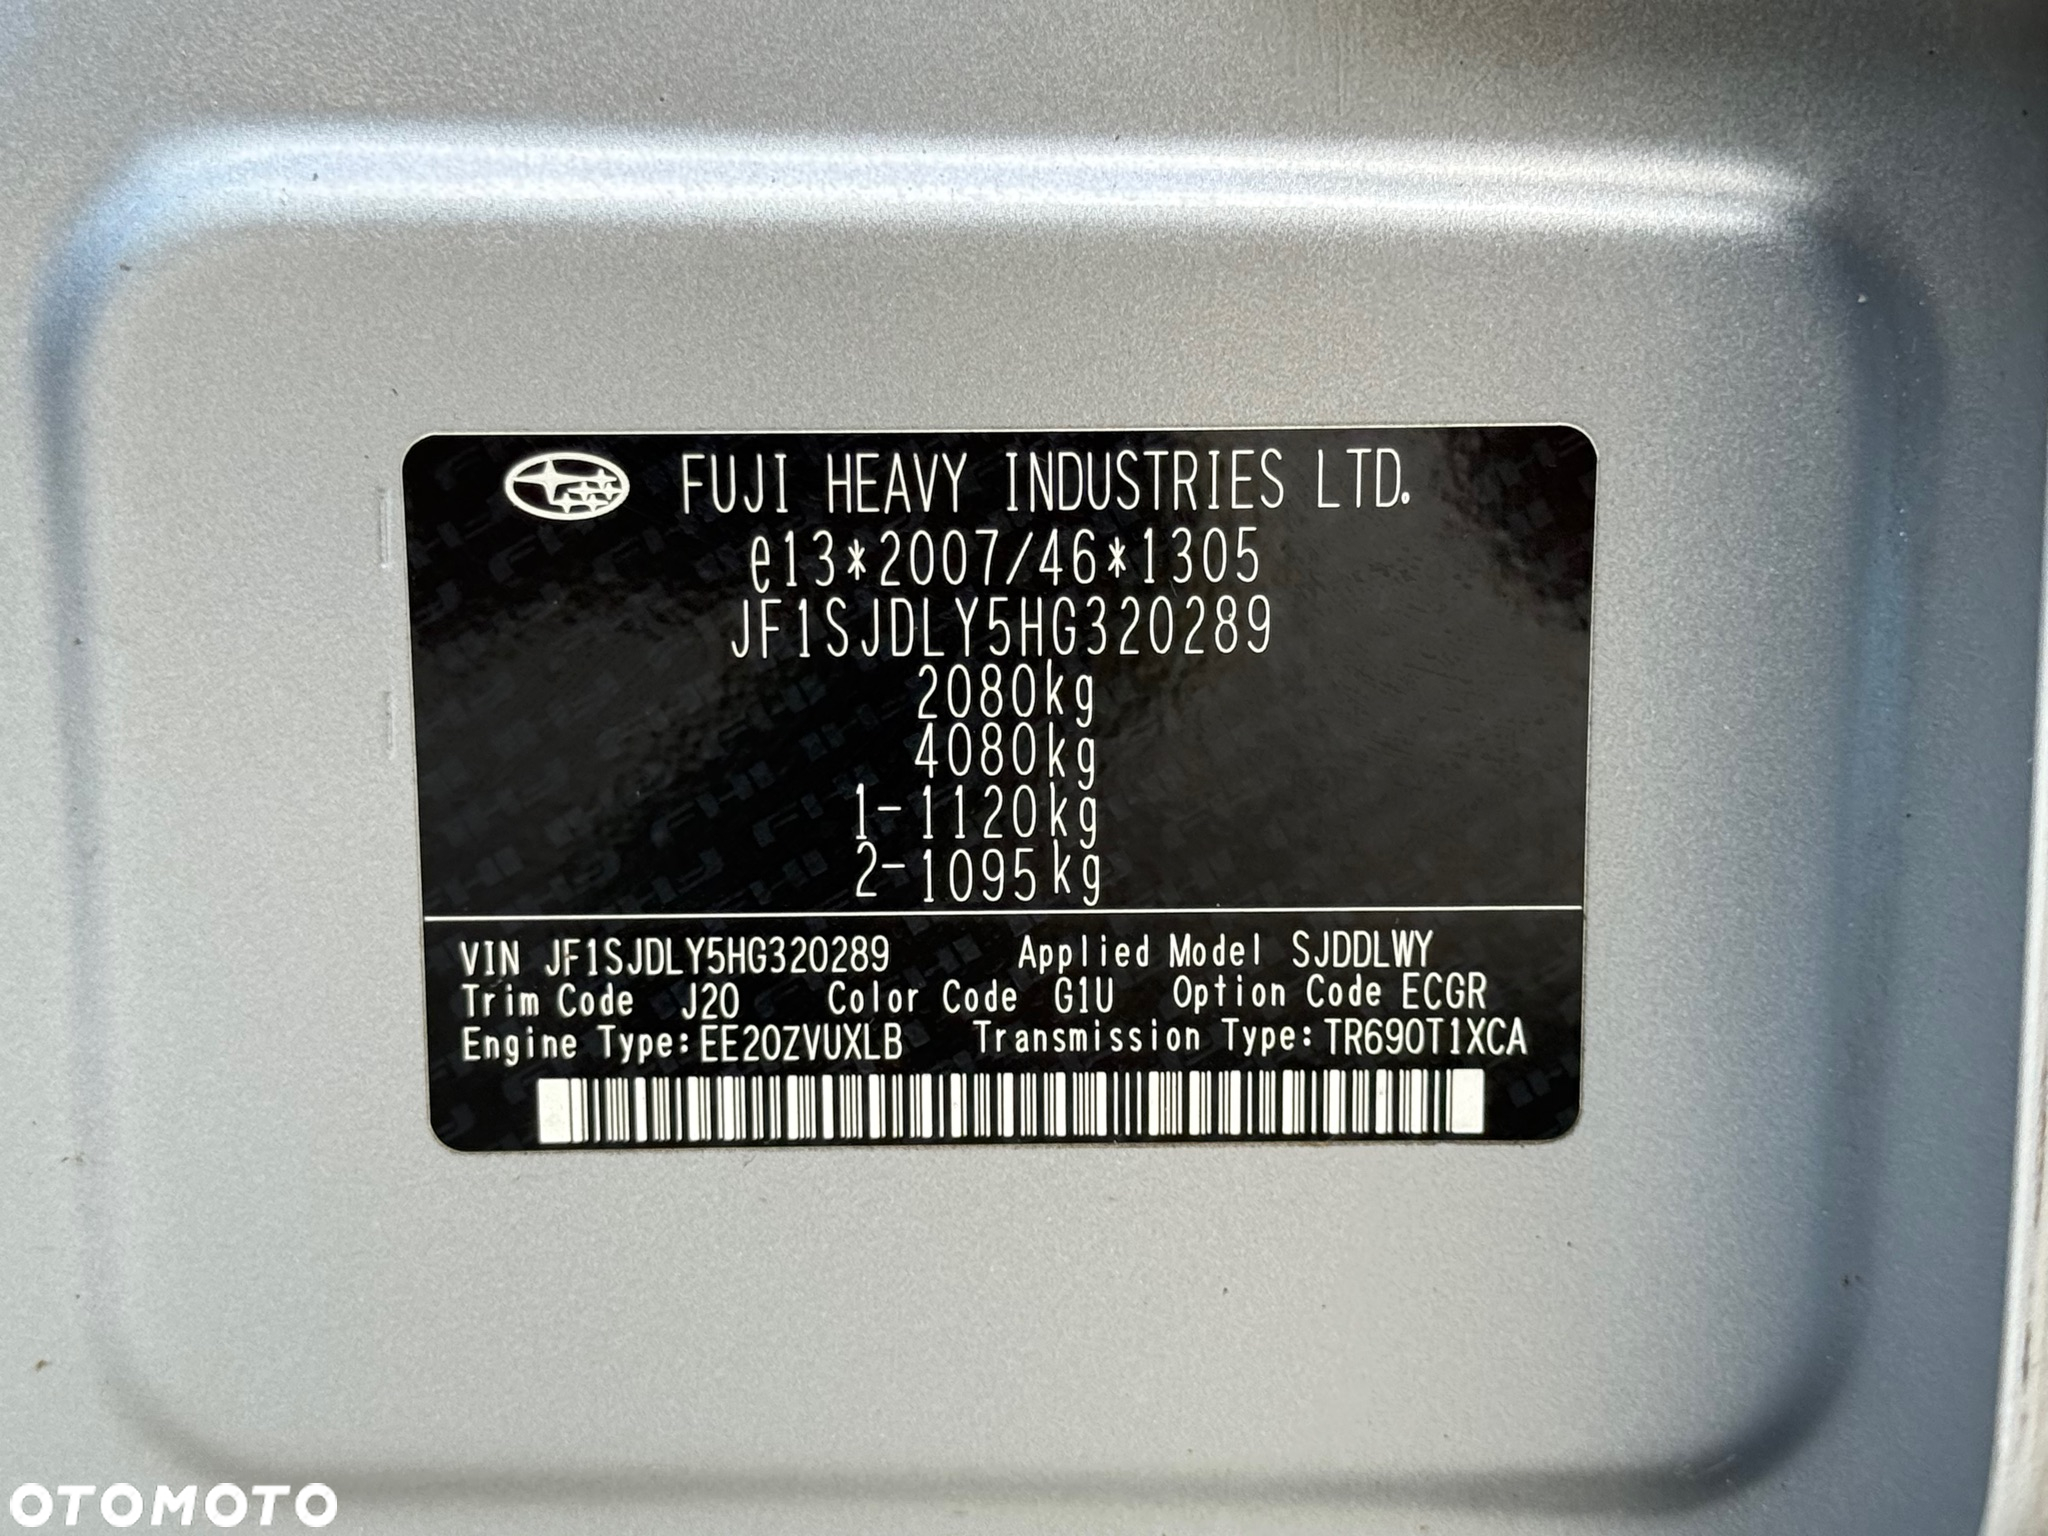 FUJI HEAVY INDUSTRIES LTD.
e13*2007/46*1305
JF1SJDLY5HG320289
2080kg
4080kg
1-1120kg
2-1095kg
VIN JF1SJDLY5HG320289 Applied Model SJDDLWY
Trim Code J20 Color Code G1U Option Code ECGR
Engine Type:EE20ZVUXLB Transmission Type:TR690T1XCA
OTOMOTO